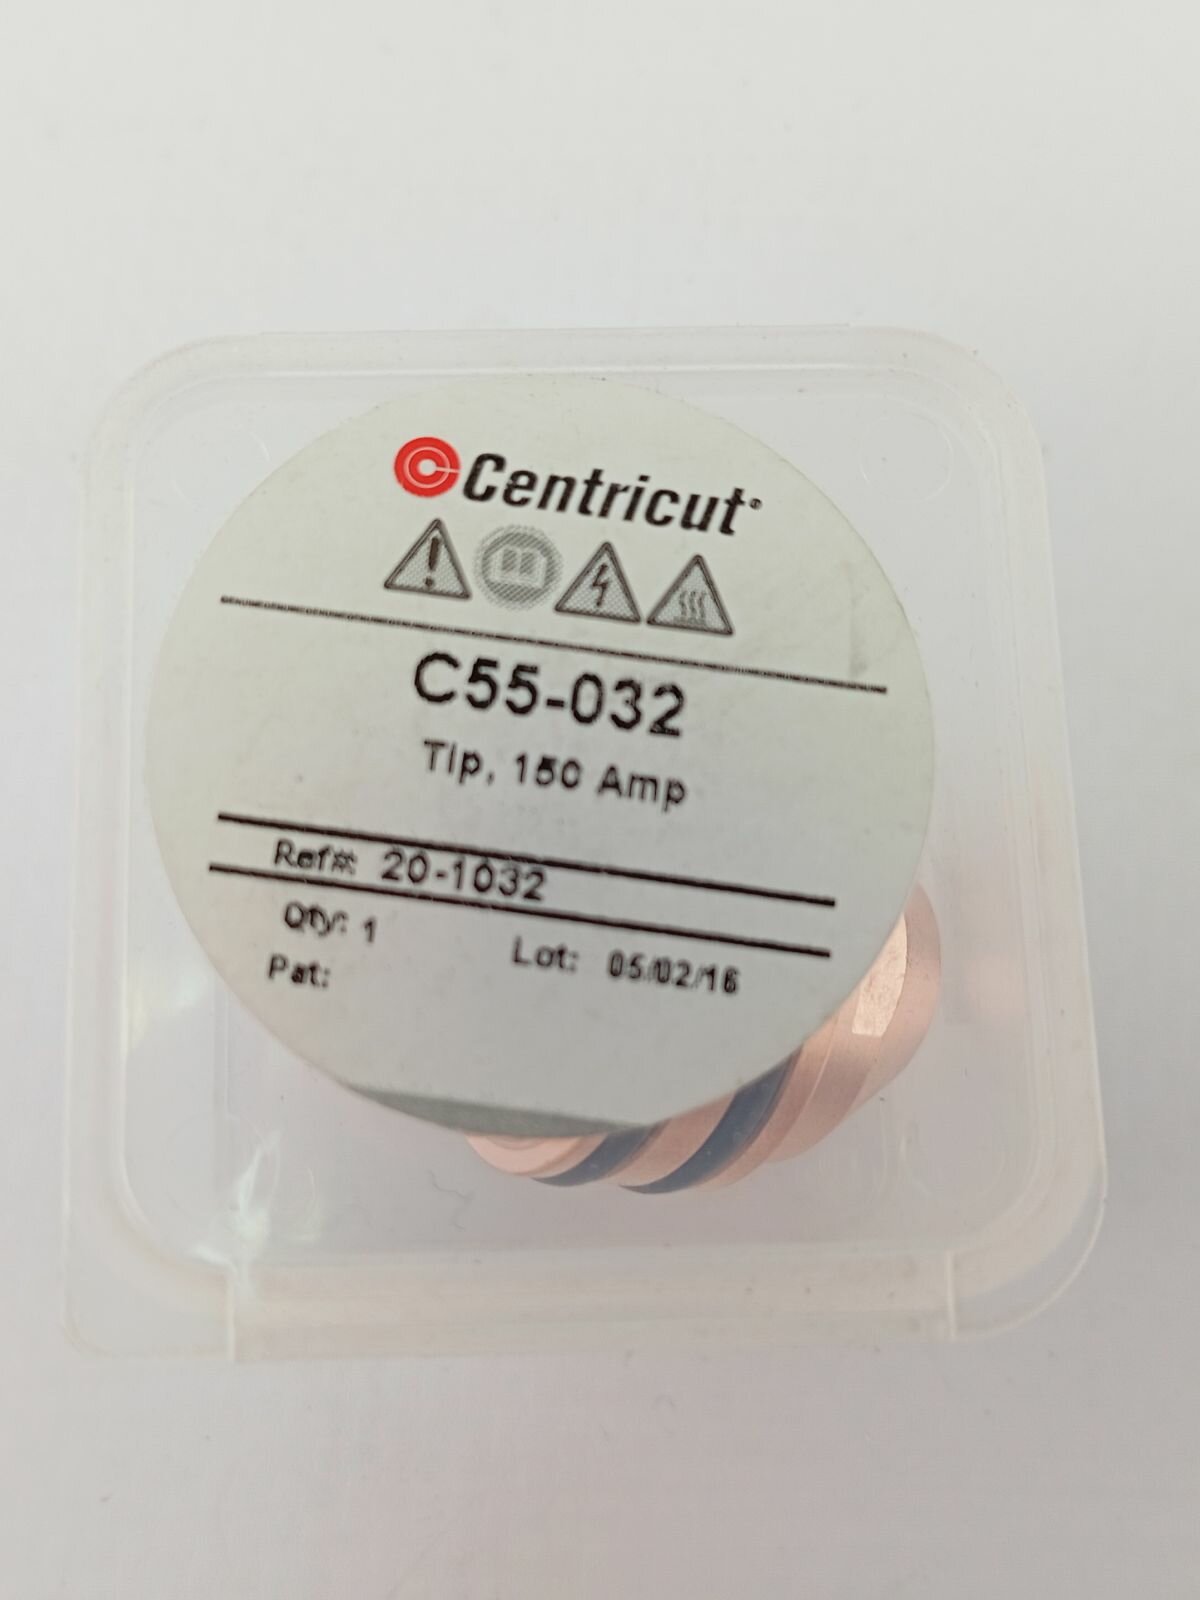 Centricut®
C55-032
Tip, 150 Amp
Ref#: 20-1032
Qty: 1
Lot: 05/02/16
Pat: